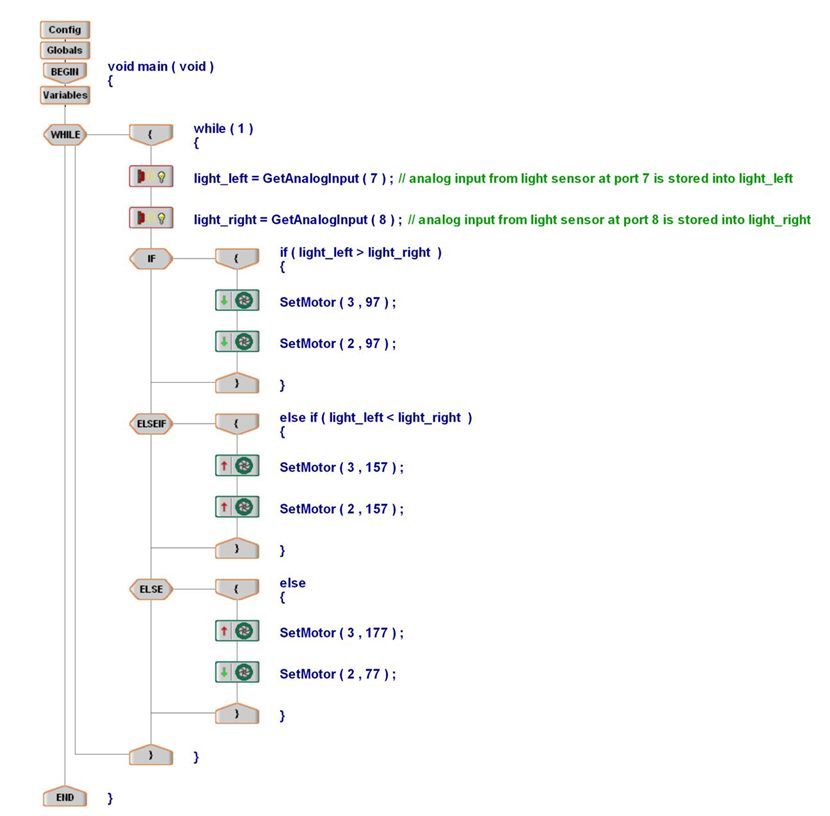 Config
Globals
BEGIN void main ( void )
{
Variables
WHILE { while ( 1 )
{
light_left = GetAnalogInput ( 7 ) ; // analog input from light sensor at port 7 is stored into light_left
light_right = GetAnalogInput ( 8 ) ; // analog input from light sensor at port 8 is stored into light_right
IF { if ( light_left > light_right )
{
SetMotor ( 3 , 97 ) ;
SetMotor ( 2 , 97 ) ;
} }
ELSEIF { else if ( light_left < light_right )
{
SetMotor ( 3 , 157 ) ;
SetMotor ( 2 , 157 ) ;
} }
ELSE { else
{
SetMotor ( 3 , 177 ) ;
SetMotor ( 2 , 77 ) ;
} }
} }
END }